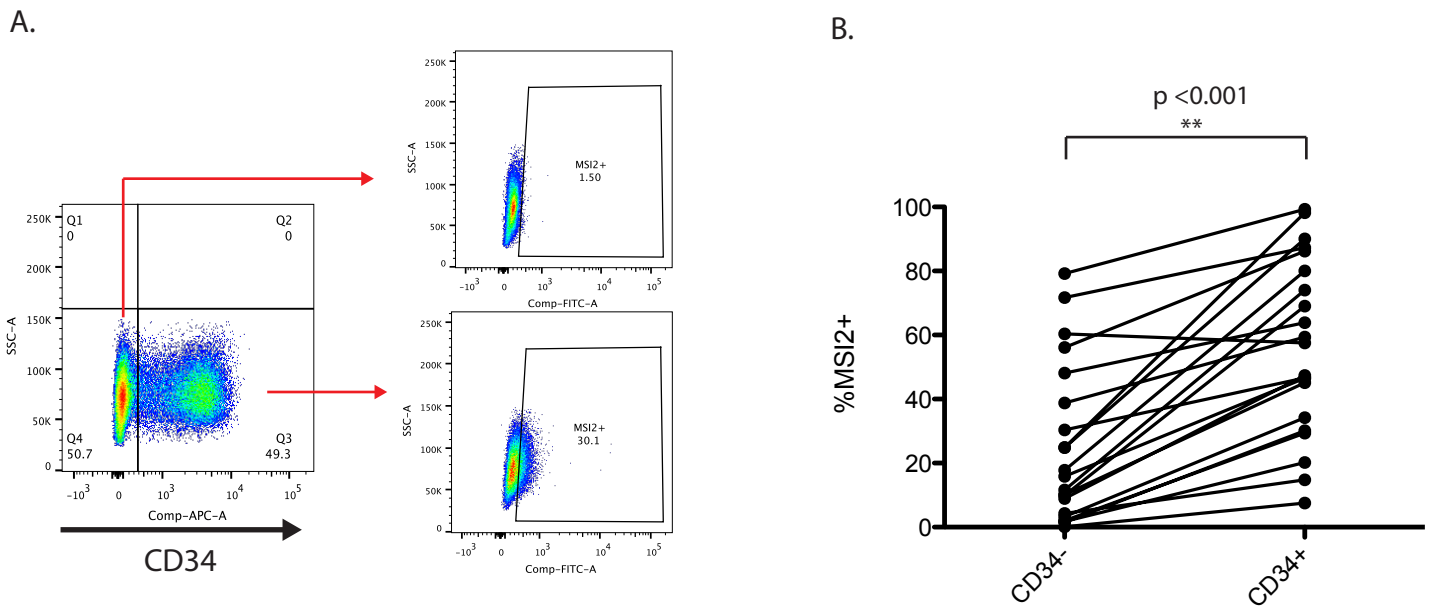 A.
250K
200K
150K
100K
50K
0
SSC-A
Q1
0
Q2
0
Q4
50.7
Q3
49.3
-10³ 0 10³ 10⁴ 10⁵
Comp-APC-A
CD34
250K
200K
150K
100K
50K
0
SSC-A
MSI2+
1.50
-10³ 0 10³ 10⁴ 10⁵
Comp-FITC-A
250K
200K
150K
100K
50K
0
SSC-A
MSI2+
30.1
-10³ 0 10³ 10⁴ 10⁵
Comp-FITC-A
B.
p <0.001
**
%MSI2+
100
80
60
40
20
0
CD34-
CD34+